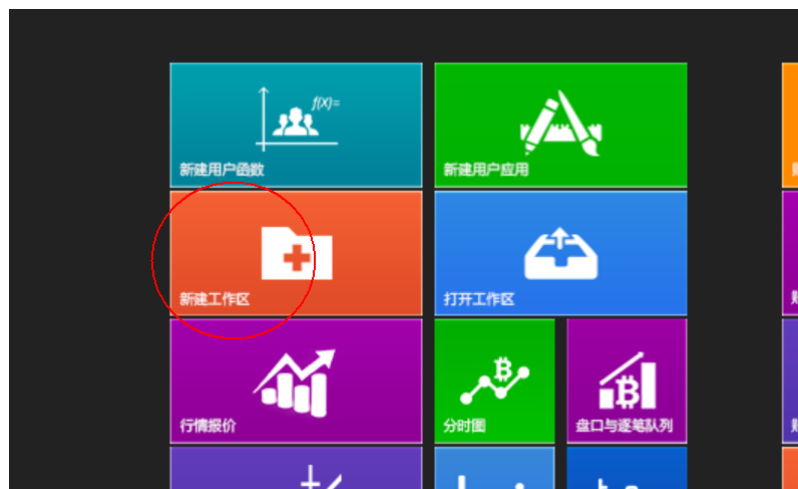 f(x)=
新建用户函数
新建用户应用
新建工作区
打开工作区
行情报价
分时图
盘口与逐笔队列